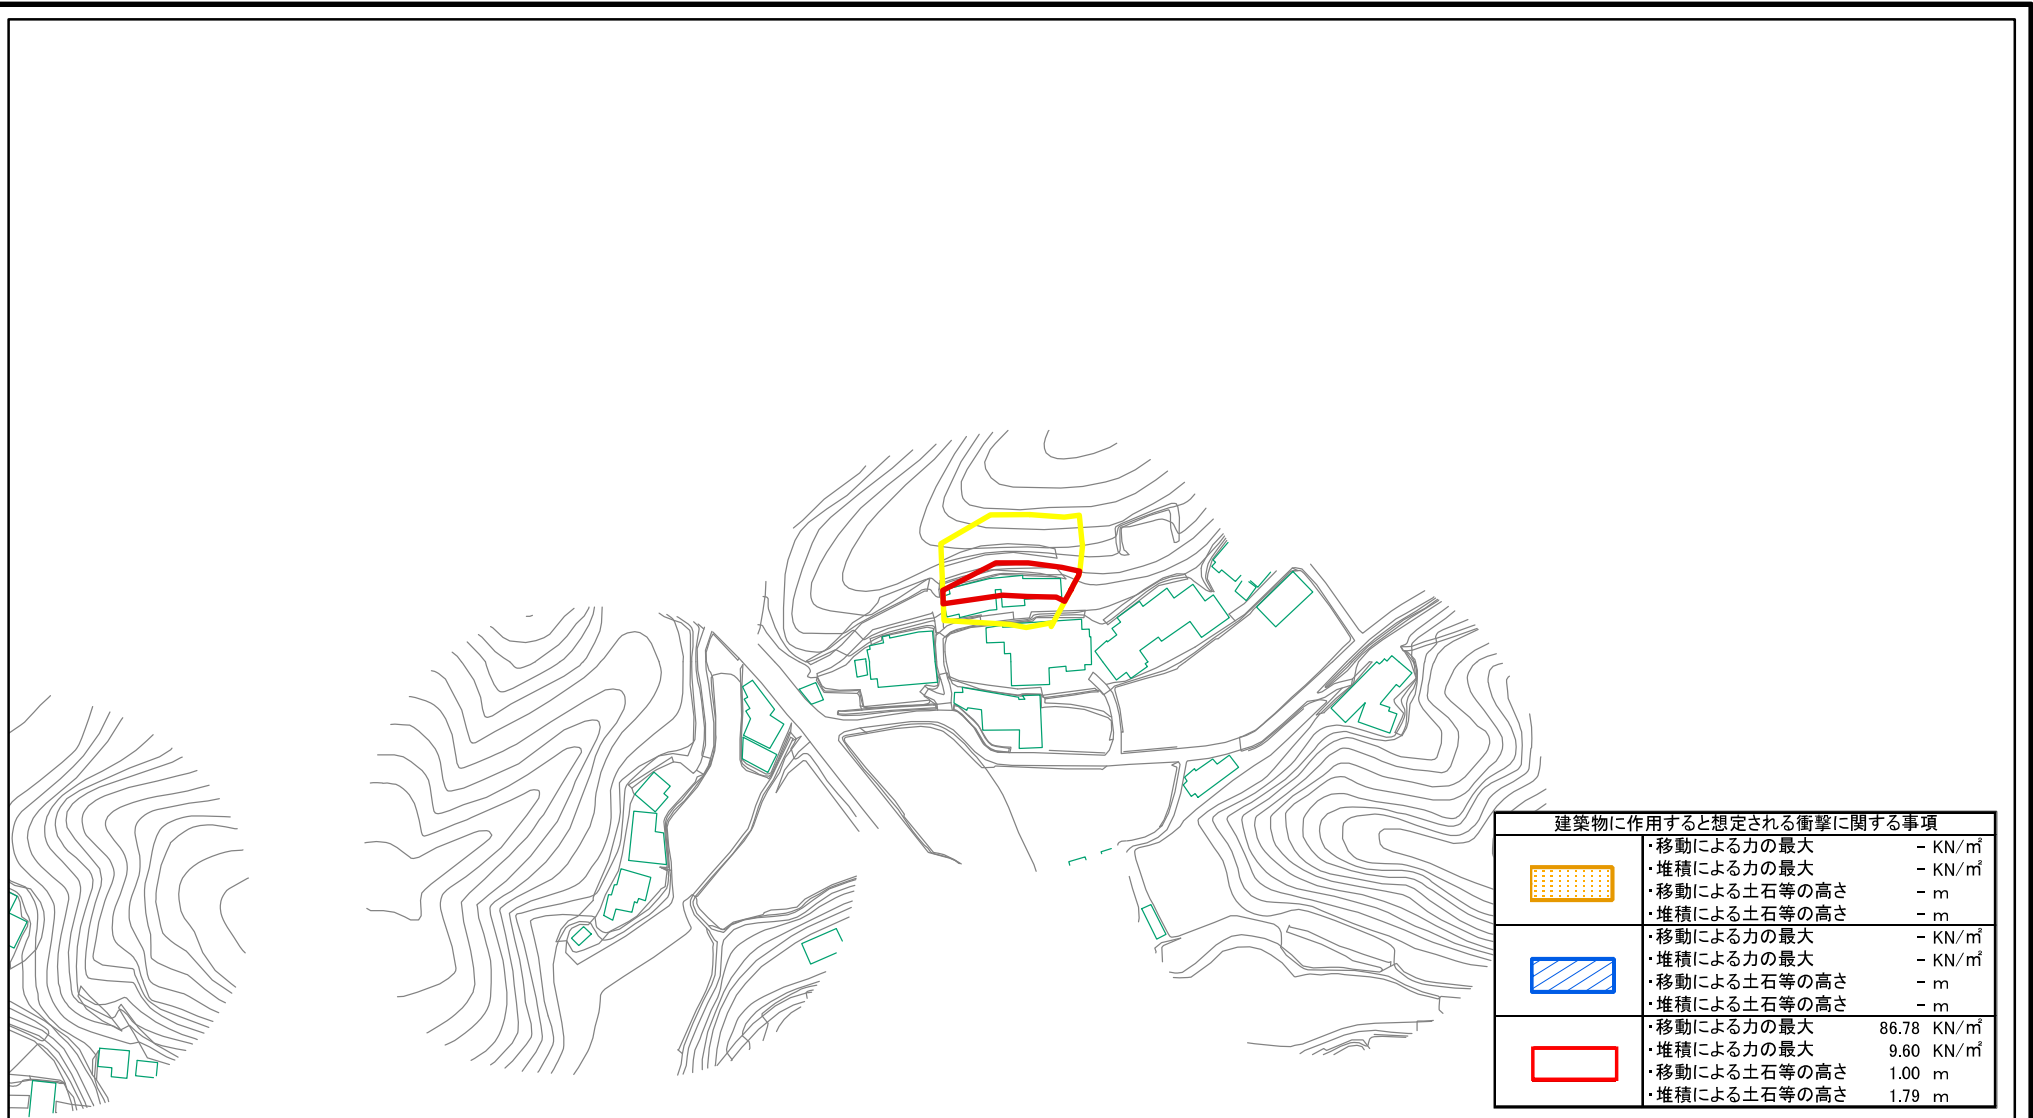 建築物に作用すると想定される衝撃に関する事項
・移動による力の最大 - KN/㎡
・堆積による力の最大 - KN/㎡
・移動による土石等の高さ - m
・堆積による土石等の高さ - m
・移動による力の最大 - KN/㎡
・堆積による力の最大 - KN/㎡
・移動による土石等の高さ - m
・堆積による土石等の高さ - m
・移動による力の最大 86.78 KN/㎡
・堆積による力の最大 9.60 KN/㎡
・移動による土石等の高さ 1.00 m
・堆積による土石等の高さ 1.79 m